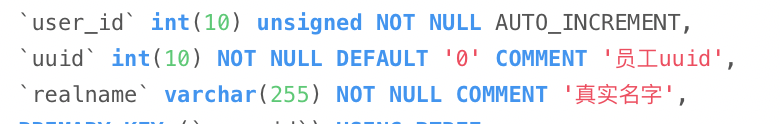 `user_id` int(10) unsigned NOT NULL AUTO_INCREMENT,
`uuid` int(10) NOT NULL DEFAULT '0' COMMENT '员工uuid',
`realname` varchar(255) NOT NULL COMMENT '真实名字',